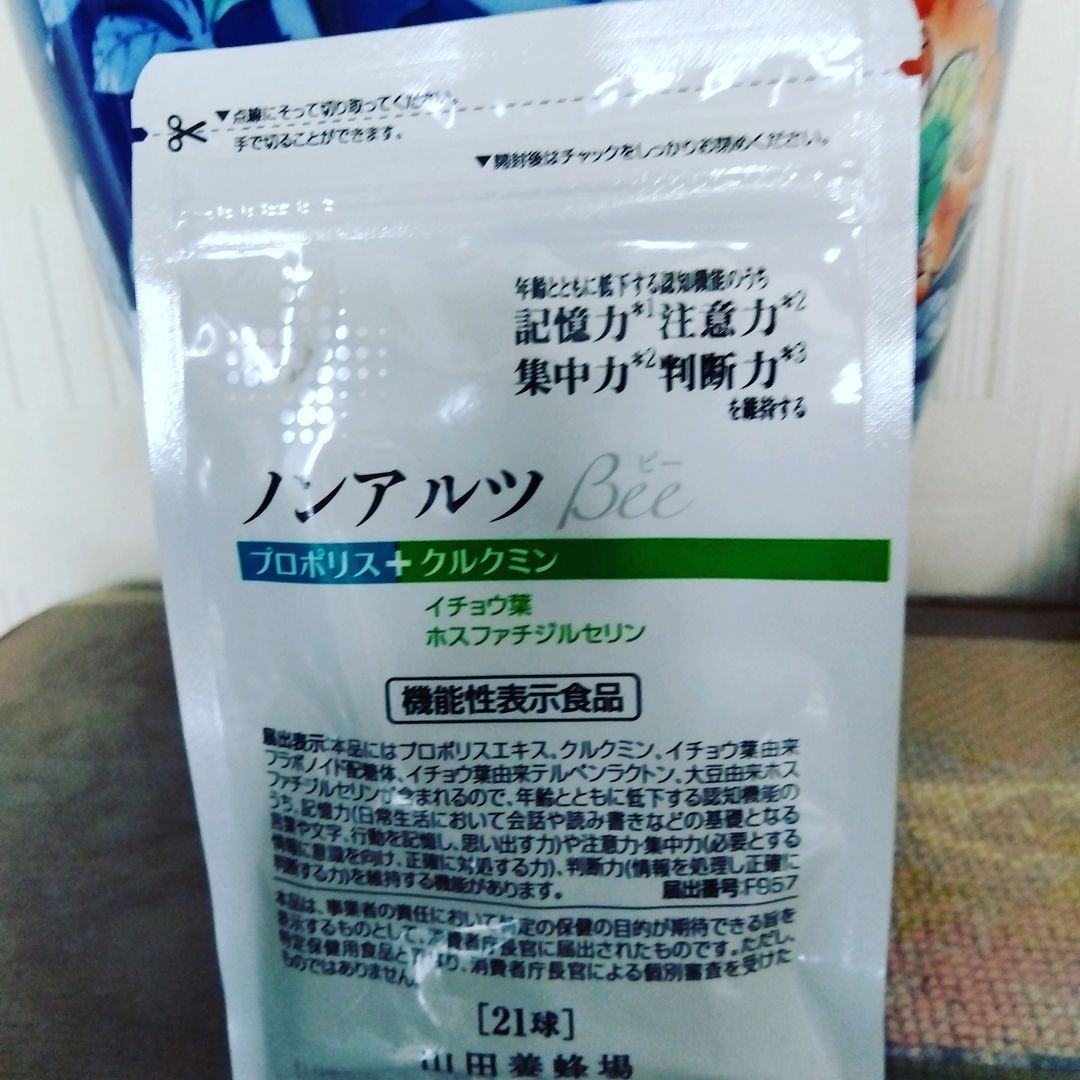 ▼点線にそって切り取ってください。
手で切ることができます。
▼開封後はチャックをしっかりお閉めください。
年齢とともに低下する認知機能のうち
記憶力*1注意力*2
集中力*2判断力*3
を維持する
ノンアルツ Bee
ビー
プロポリス+クルクミン
イチョウ葉
ホスファチジルセリン
機能性表示食品
届出表示:本品にはプロポリスエキス、クルクミン、イチョウ葉由来
フラボノイド配糖体、イチョウ葉由来テルペンラクトン、大豆由来ホス
ファチジルセリンが含まれるので、年齢とともに低下する認知機能の
うち、記憶力(日常生活において会話や読み書きなどの基礎となる
言葉や文字、行動を記憶し、思い出す力)や注意力・集中力(必要とする
情報に意識を向け、正確に対処する力)、判断力(情報を処理し正確に
判断する力)を維持する機能があります。 届出番号:F957
本品は、事業者の責任において特定の保健の目的が期待できる旨を
表示するものとして、消費者庁長官に届出されたものです。ただし、
特定保健用食品と異なり、消費者庁長官による個別審査を受けた
ものではありません。
[21球]
山田養蜂場